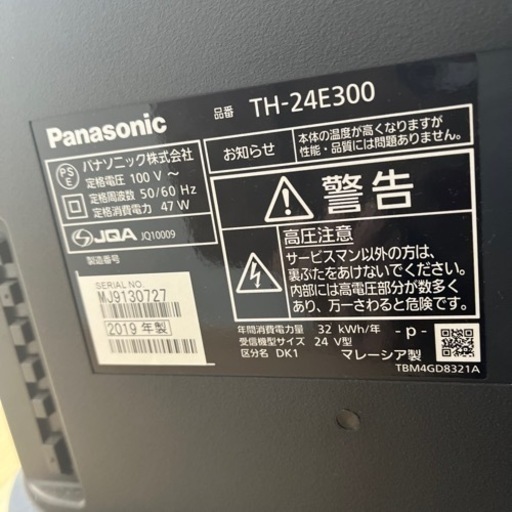 Panasonic
品番 TH-24E300
PS
E
パナソニック株式会社
定格電圧 100 V ～
定格周波数 50/60 Hz
定格消費電力 47 W
JQA JQ10009
お知らせ
本体の温度が高くなりますが
性能・品質には問題ありません。
警告
高圧注意
サービスマン以外の方は、
裏ぶたをあけないでください。
内部には高電圧部分が数多く
あり、万一さわると危険です。
製造番号
SERIAL NO.
MJ9130727
2019 年製
年間消費電力量 32 kWh/年
受信機型サイズ 24 V型
区分名 DK1
- p -
マレーシア製
TBM4GD8321A